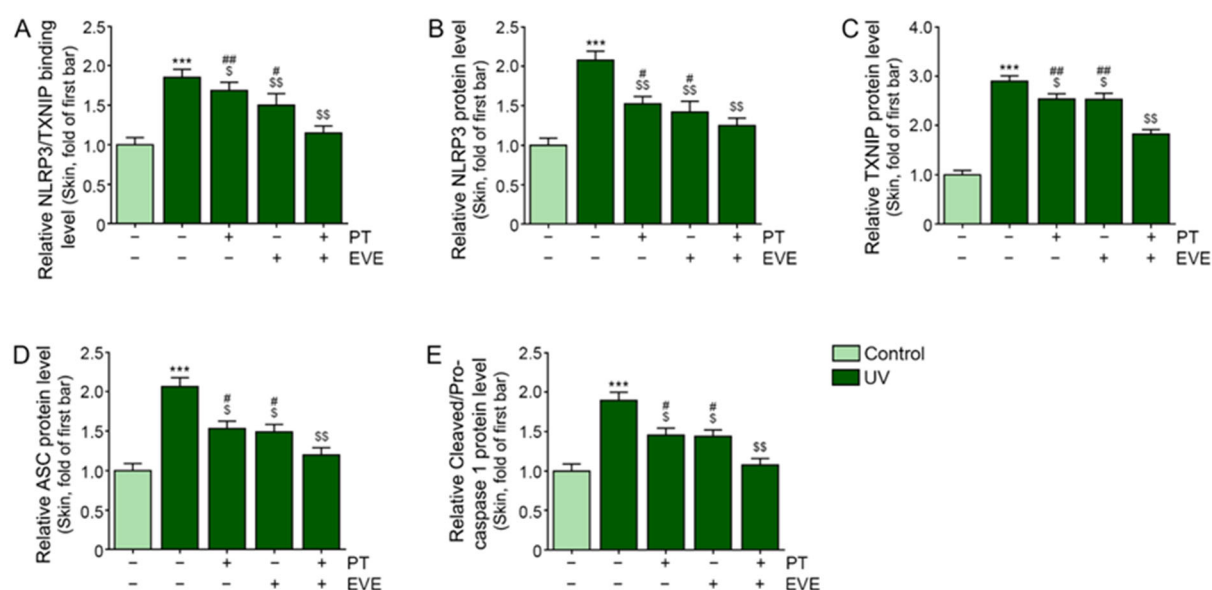 A
Relative NLRP3/TXNIP binding
level (Skin, fold of first bar)
2.5
2.0
1.5
1.0
0.5
0
***
##
$
#
$$
$$
– – + – + PT
– – – + + EVE
B
Relative NLRP3 protein level
(Skin, fold of first bar)
2.5
2.0
1.5
1.0
0.5
0
***
#
$$
#
$$
$$
– – + – + PT
– – – + + EVE
C
Relative TXNIP protein level
(Skin, fold of first bar)
4.0
3.0
2.0
1.0
0
***
##
$
##
$
$$
– – + – + PT
– – – + + EVE
D
Relative ASC protein level
(Skin, fold of first bar)
2.5
2.0
1.5
1.0
0.5
0
***
#
$
#
$
$$
– – + – + PT
– – – + + EVE
E
Relative Cleaved/Pro-
caspase 1 protein level
(Skin, fold of first bar)
2.5
2.0
1.5
1.0
0.5
0
***
#
$
#
$
$$
– – + – + PT
– – – + + EVE
Control
UV